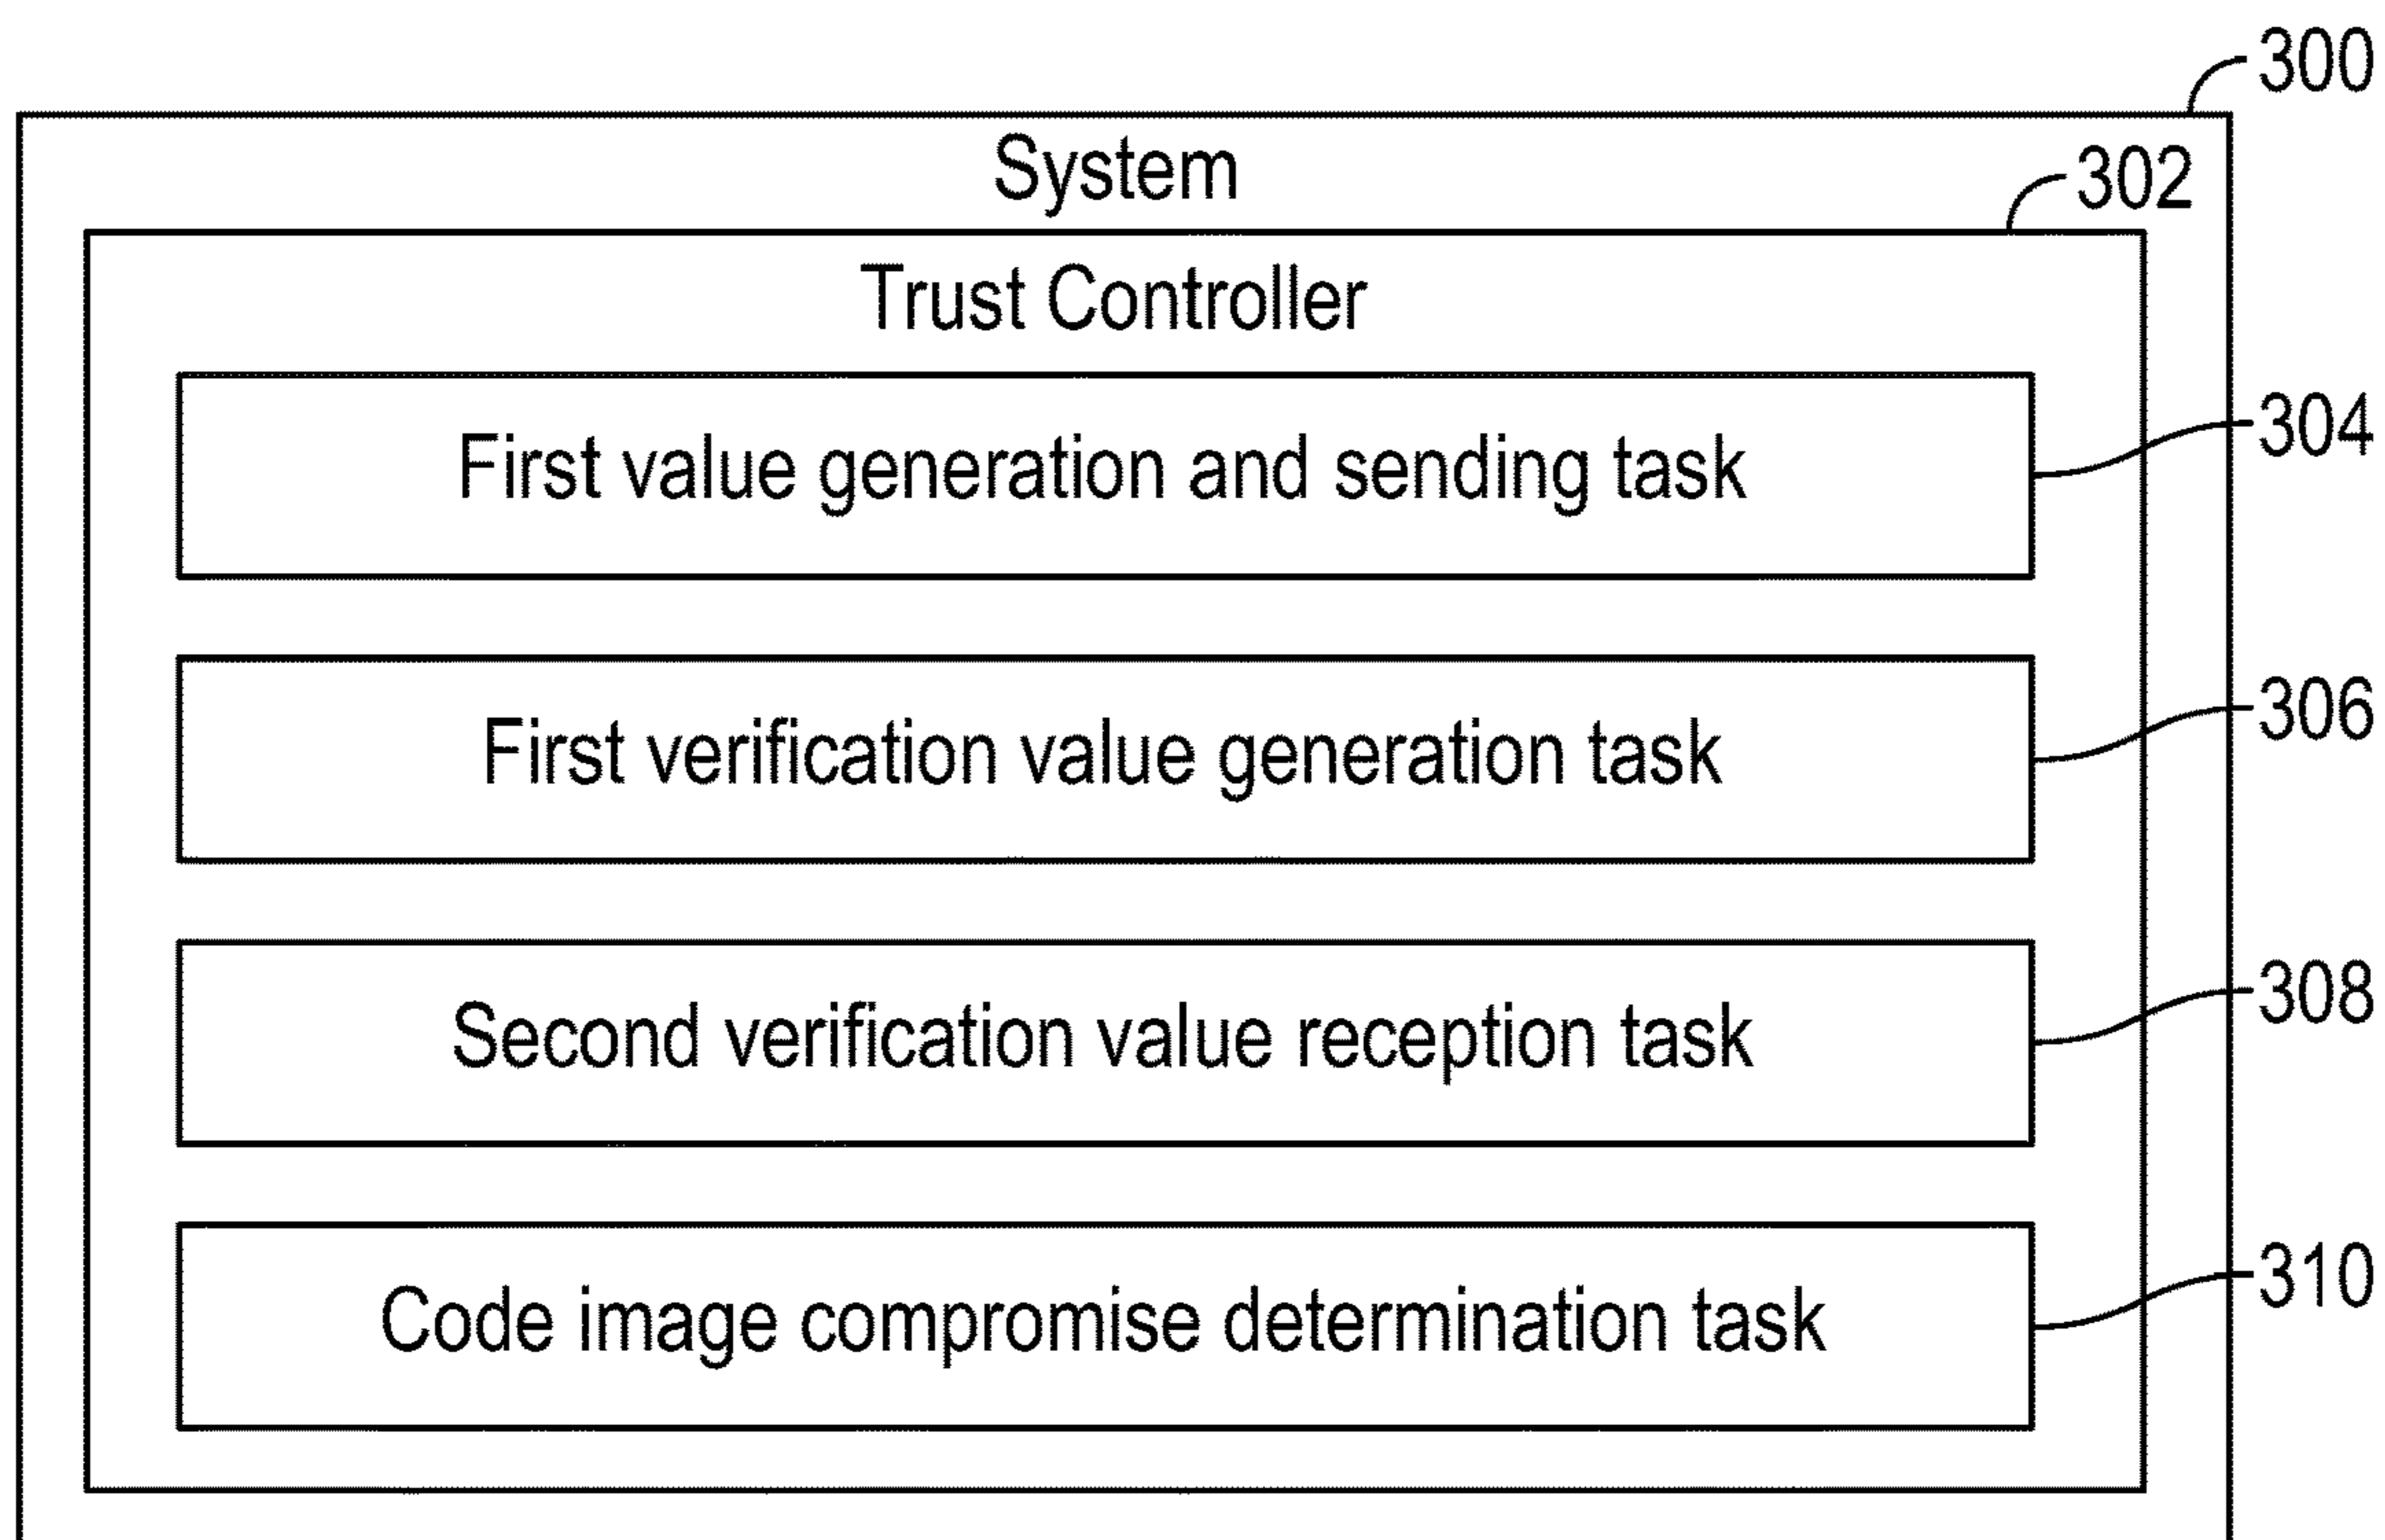 300
System
302
Trust Controller
First value generation and sending task
304
First verification value generation task
306
Second verification value reception task
308
Code image compromise determination task
310